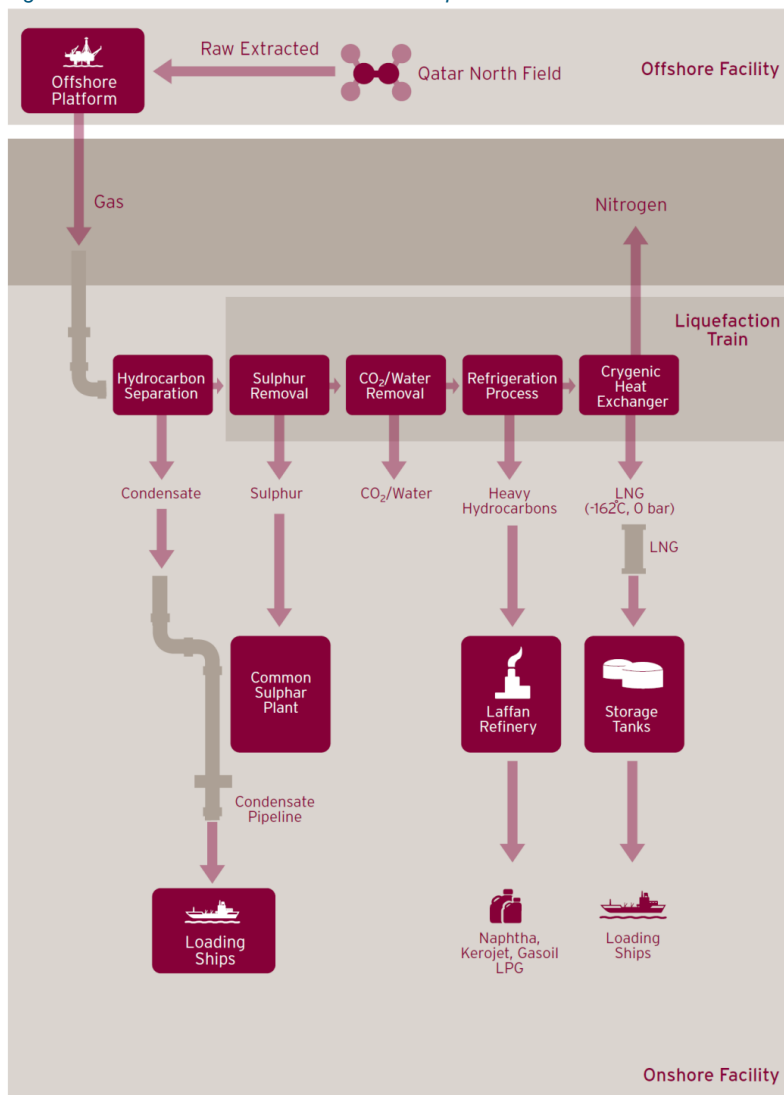 Raw Extracted
Qatar North Field
Offshore Facility
Offshore
Platform
Gas
Nitrogen
Liquefaction
Train
Hydrocarbon
Separation
Sulphur
Removal
CO₂/Water
Removal
Refrigeration
Process
Crygenic
Heat
Exchanger
Condensate
Sulphur
CO₂/Water
Heavy
Hydrocarbons
LNG
(-162°C, 0 bar)
LNG
Common
Sulphar
Plant
Laffan
Refinery
Storage
Tanks
Condensate
Pipeline
Loading
Ships
Naphtha,
Kerojet, Gasoil
LPG
Loading
Ships
Onshore Facility